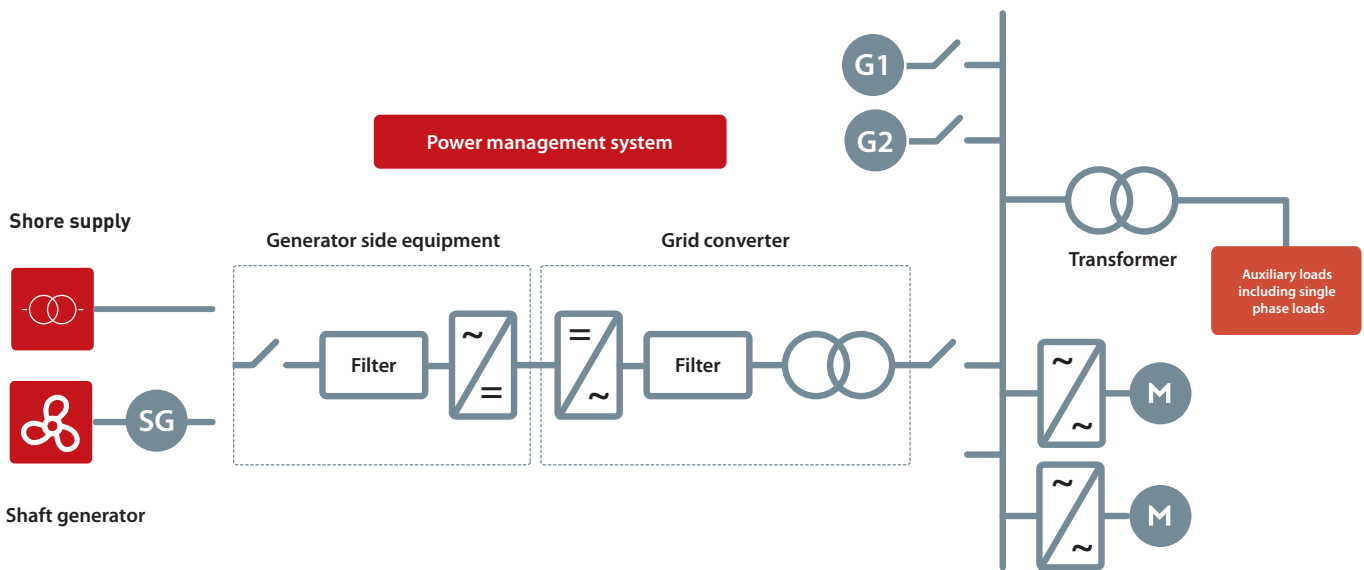 G1
G2
Power management system
Shore supply
Generator side equipment
Grid converter
Transformer
Auxiliary loads
including single
phase loads
~
=
Filter
=
~
Filter
~
~
M
SG
~
~
M
Shaft generator